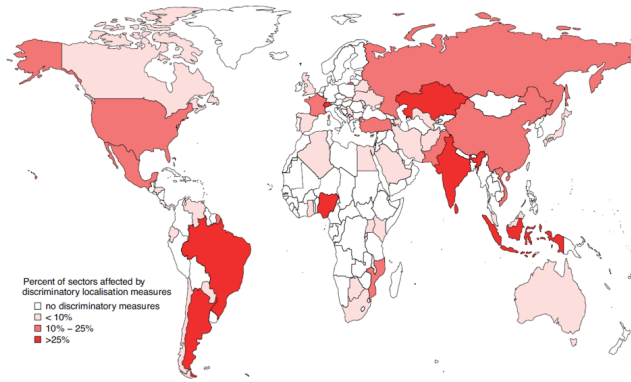 Percent of sectors affected by
discriminatory localisation measures
no discriminatory measures
< 10%
10% – 25%
>25%